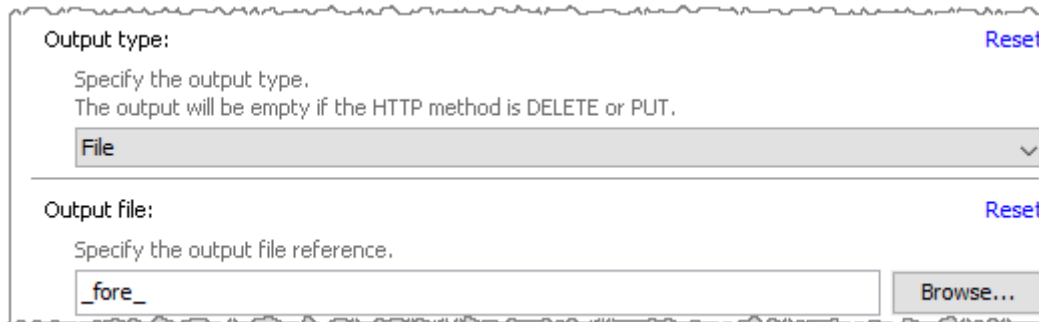 Output type:
Reset
Specify the output type.
The output will be empty if the HTTP method is DELETE or PUT.
File
Output file:
Reset
Specify the output file reference.
_fore_
Browse...